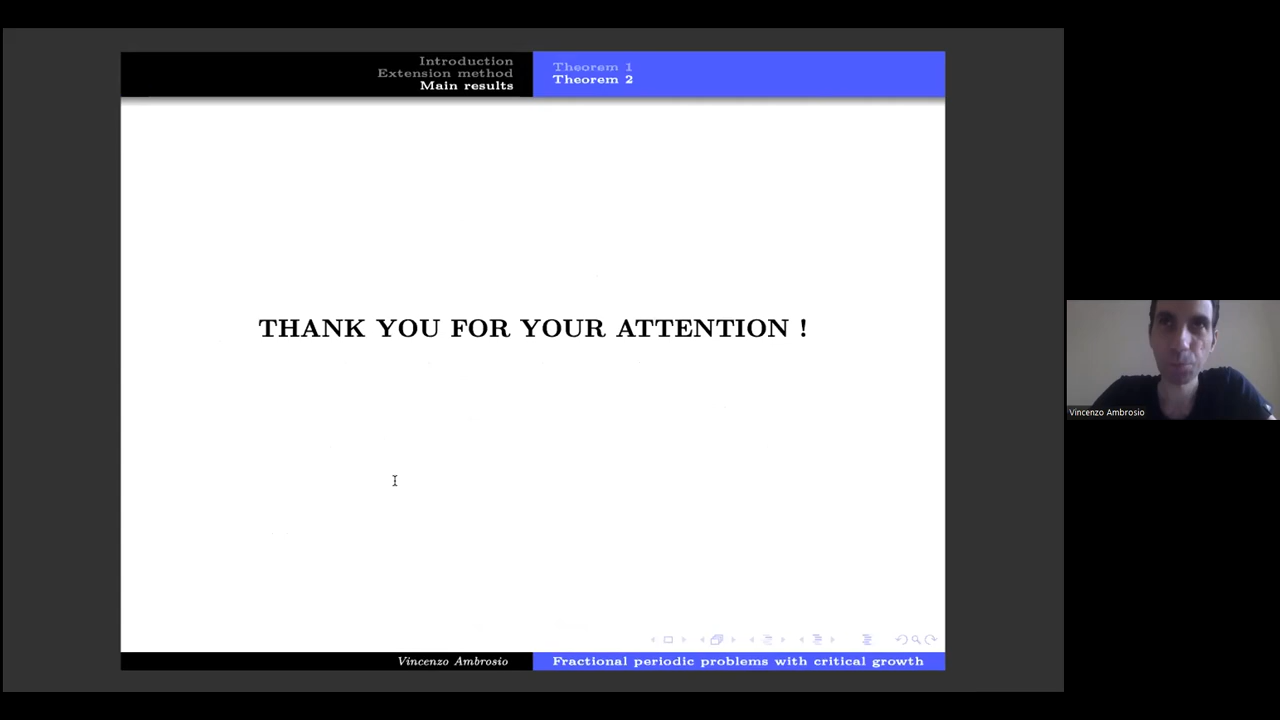 Introduction
Extension method
Main results
Theorem 1
Theorem 2
THANK YOU FOR YOUR ATTENTION !
Vincenzo Ambrosio
Vincenzo Ambrosio
Fractional periodic problems with critical growth